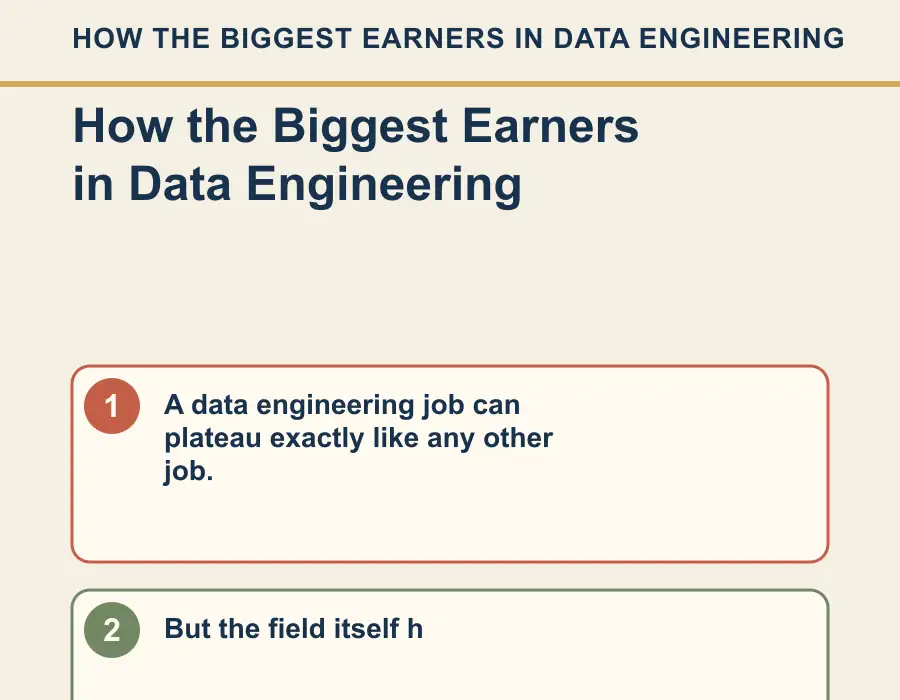 HOW THE BIGGEST EARNERS IN DATA ENGINEERING
How the Biggest Earners
in Data Engineering
1
A data engineering job can
plateau exactly like any other
job.
2
But the field itself h